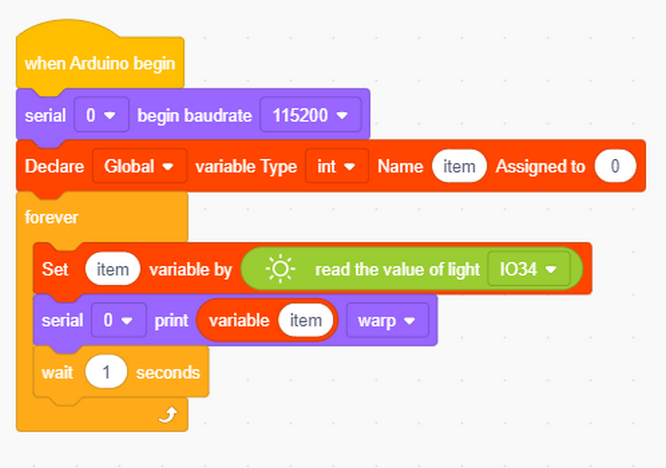 when Arduino begin
serial 0 begin baudrate 115200
Declare Global variable Type int Name item Assigned to 0
forever
Set item variable by read the value of light IO34
serial 0 print variable item warp
wait 1 seconds